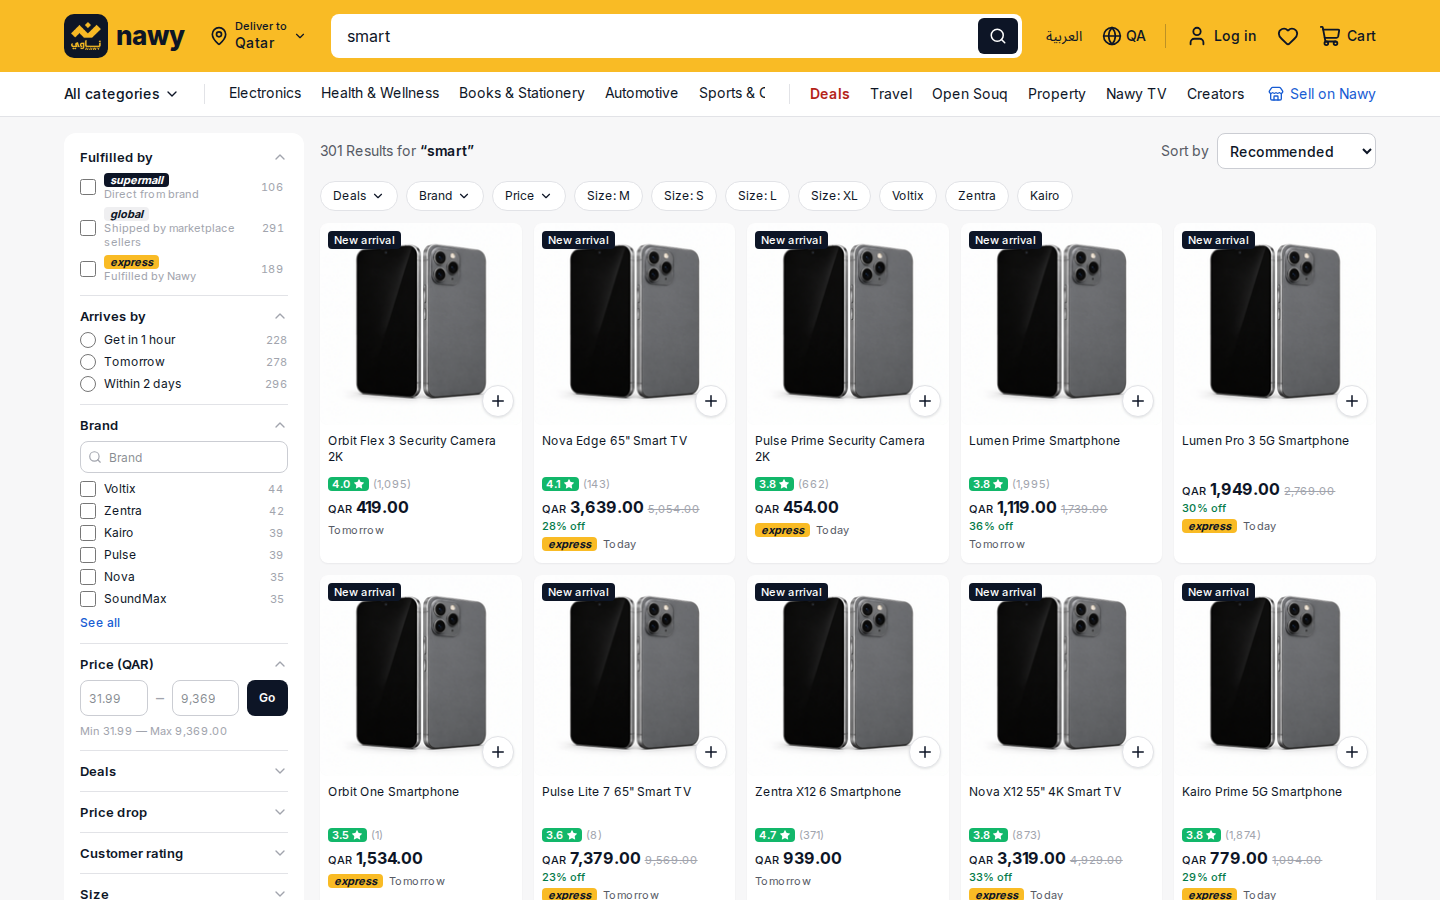 نـاوي
NAWY
nawy
Deliver to
Qatar
smart
العربية
QA
Log in
Cart
All categories
Electronics
Health & Wellness
Books & Stationery
Automotive
Sports &
Deals
Travel
Open Souq
Property
Nawy TV
Creators
Sell on Nawy
Fulfilled by
supermall
Direct from brand
106
global
Shipped by marketplace
sellers
291
express
Fulfilled by Nawy
189
Arrives by
Get in 1 hour 228
Tomorrow 278
Within 2 days 296
Brand
Brand
Voltix 44
Zentra 42
Kairo 39
Pulse 39
Nova 35
SoundMax 35
See all
Price (QAR)
31.99 — 9,369 Go
Min 31.99 — Max 9,369.00
Deals
Price drop
Customer rating
Size
301 Results for “smart”
Sort by Recommended
Deals
Brand
Price
Size: M
Size: S
Size: L
Size: XL
Voltix
Zentra
Kairo
New arrival
Orbit Flex 3 Security Camera
2K
4.0 (1,095)
QAR 419.00
Tomorrow
New arrival
Nova Edge 65" Smart TV
4.1 (143)
QAR 3,639.00 5,054.00
28% off
express Today
New arrival
Pulse Prime Security Camera
2K
3.8 (662)
QAR 454.00
express Today
New arrival
Lumen Prime Smartphone
3.8 (1,995)
QAR 1,119.00 1,739.00
36% off
Tomorrow
New arrival
Lumen Pro 3 5G Smartphone
QAR 1,949.00 2,769.00
30% off
express Today
New arrival
Orbit One Smartphone
3.5 (1)
QAR 1,534.00
express Tomorrow
New arrival
Pulse Lite 7 65" Smart TV
3.6 (8)
QAR 7,379.00 9,569.00
23% off
express Tomorrow
New arrival
Zentra X12 6 Smartphone
4.7 (371)
QAR 939.00
Tomorrow
New arrival
Nova X12 55" 4K Smart TV
3.8 (873)
QAR 3,319.00 4,929.00
33% off
express Today
New arrival
Kairo Prime 5G Smartphone
3.8 (1,874)
QAR 779.00 1,094.00
29% off
express Today